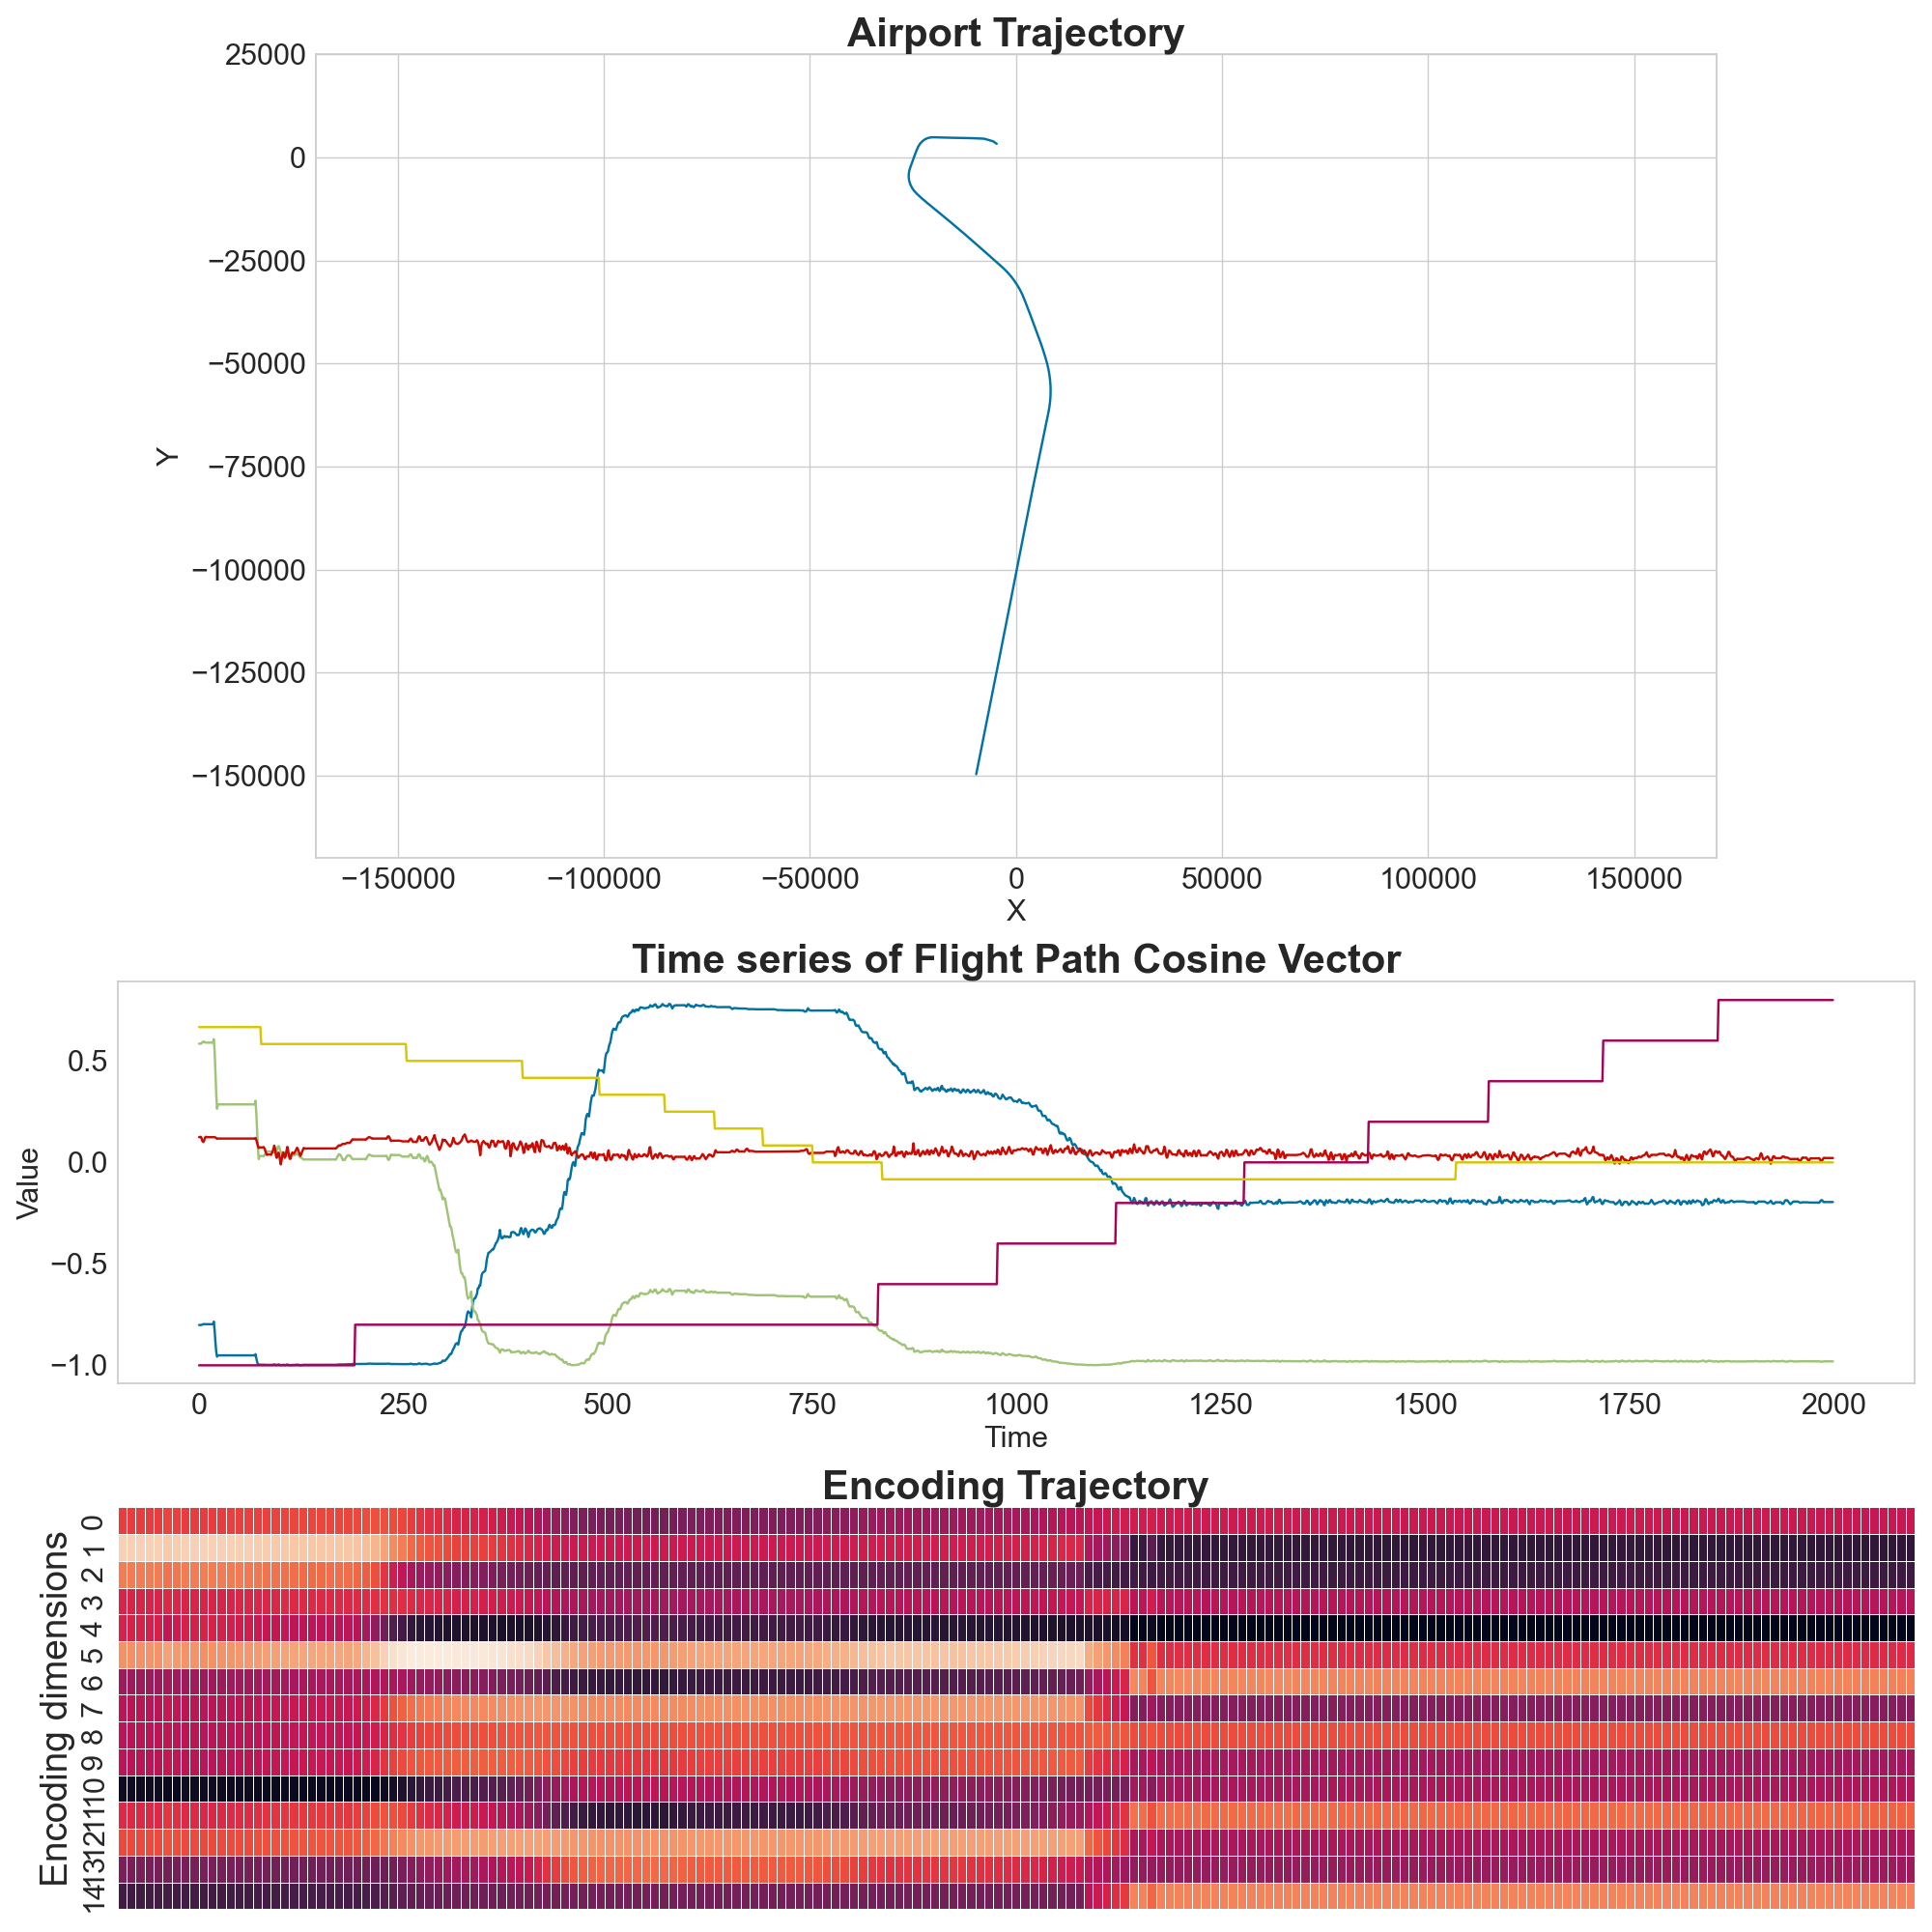 Airport Trajectory
25000
0
−25000
−50000
−75000
−100000
−125000
−150000
Y
−150000 −100000 −50000 0 50000 100000 150000
X
Time series of Flight Path Cosine Vector
0.5
0.0
−0.5
−1.0
Value
0 250 500 750 1000 1250 1500 1750 2000
Time
Encoding Trajectory
Encoding dimensions
0
1
2
3
4
5
6
7
8
9
10
11
12
13
14